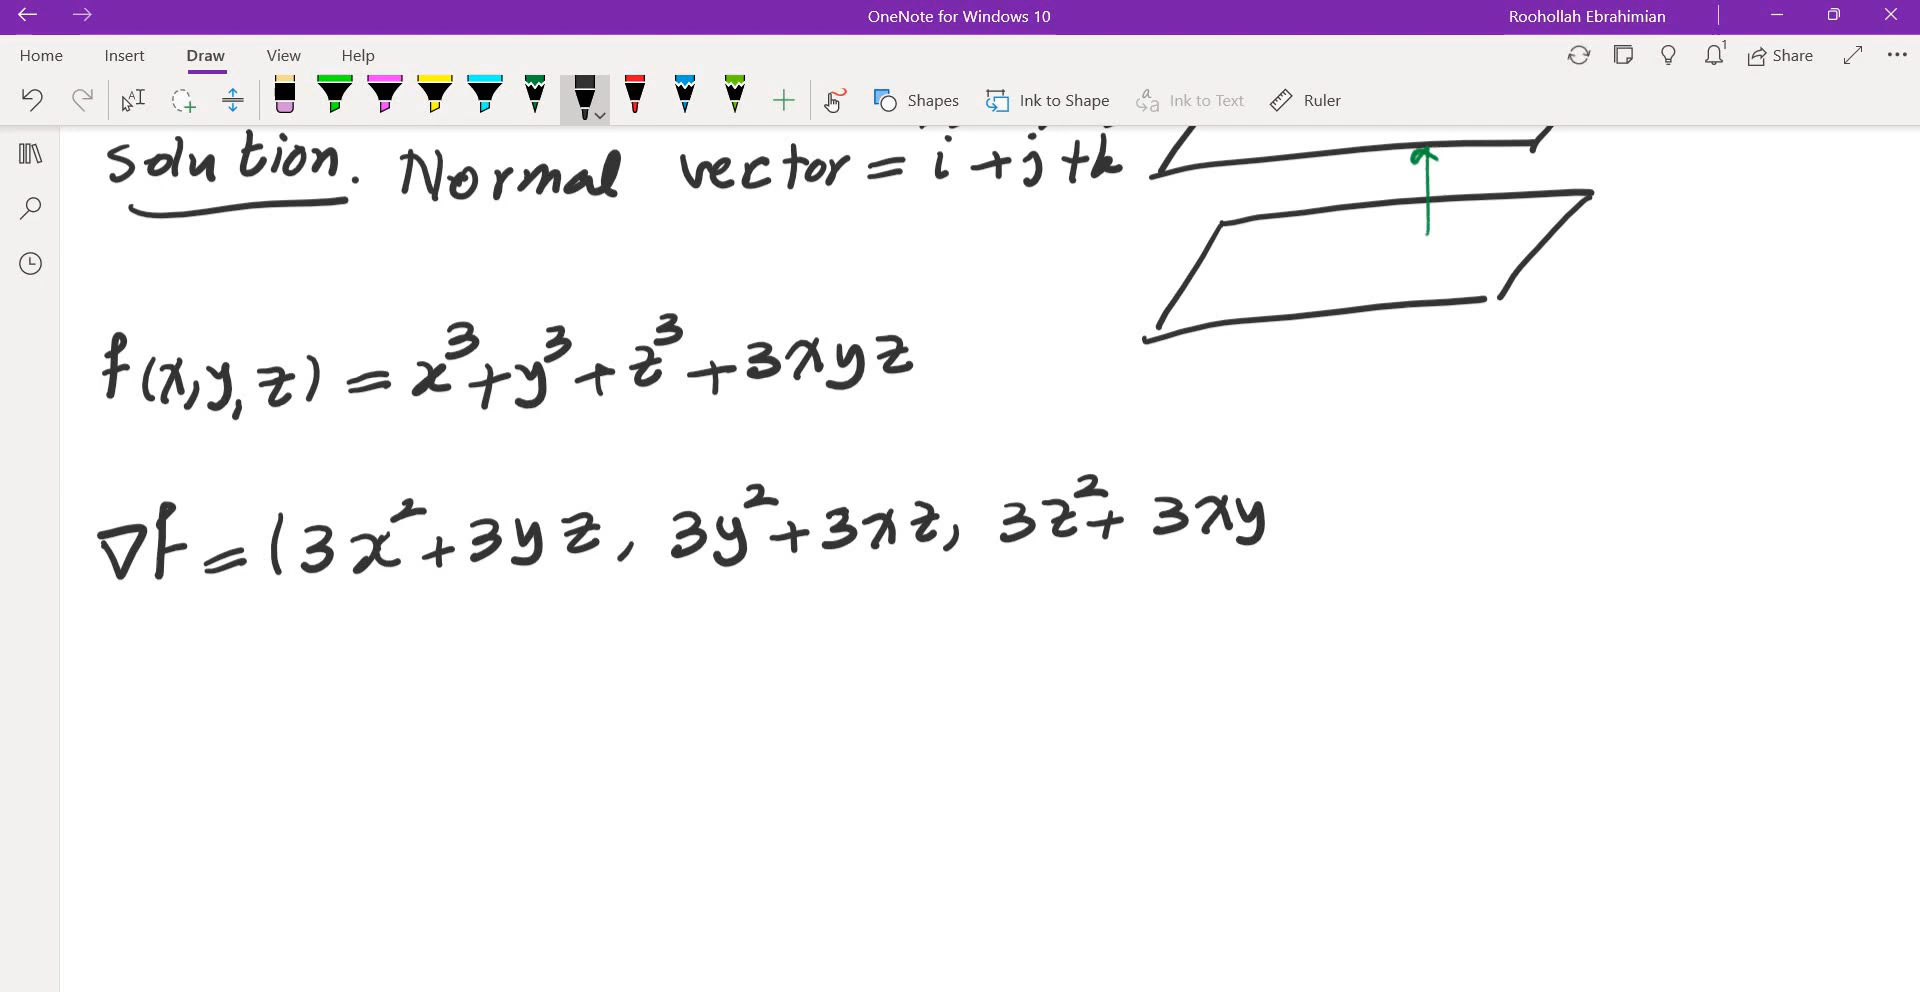 OneNote for Windows 10
Roohollah Ebrahimian
Home Insert Draw View Help
1
Share
Shapes
Ink to Shape
Ink to Text
Ruler
Solution. Normal vector = i + j + k
f(x,y,z) = x³ + y³ + z³ + 3xyz
∇f = (3x² + 3yz, 3y² + 3xz, 3z² + 3xy